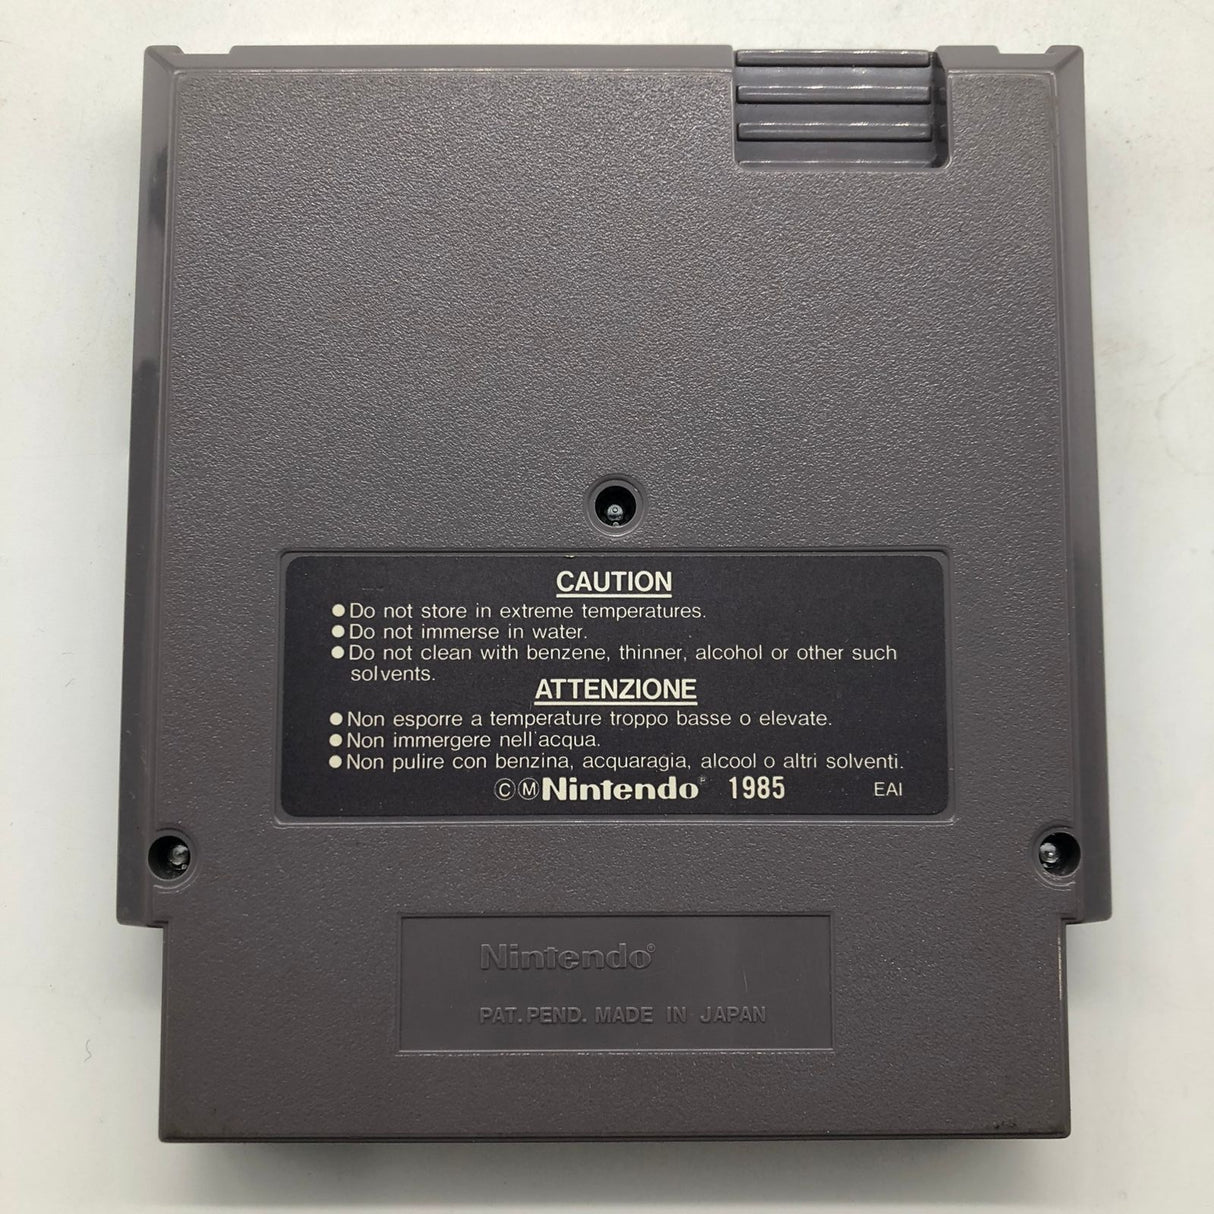 CAUTION
●Do not store in extreme temperatures.
●Do not immerse in water.
●Do not clean with benzene, thinner, alcohol or other such
solvents.
ATTENZIONE
●Non esporre a temperature troppo basse o elevate.
●Non immergere nell'acqua.
●Non pulire con benzina, acquaragia, alcool o altri solventi.
ⒸⓂNintendo® 1985 EAI
Nintendo®
PAT. PEND. MADE IN JAPAN